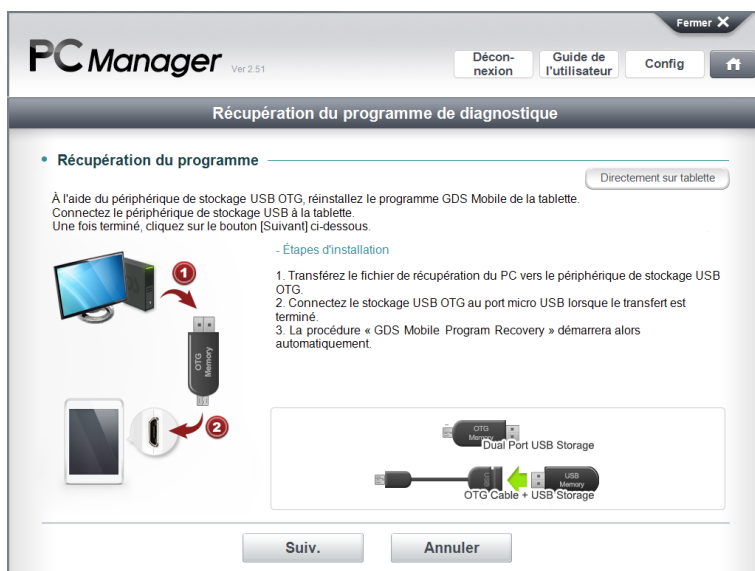 Fermer X
PC Manager Ver 2.51
Décon-
nexion
Guide de
l'utilisateur
Config
Récupération du programme de diagnostique
• Récupération du programme
Directement sur tablette
À l'aide du périphérique de stockage USB OTG, réinstallez le programme GDS Mobile de la tablette.
Connectez le périphérique de stockage USB à la tablette.
Une fois terminé, cliquez sur le bouton [Suivant] ci-dessous.
- Étapes d'installation
1. Transférez le fichier de récupération du PC vers le périphérique de stockage USB
OTG.
2. Connectez le stockage USB OTG au port micro USB lorsque le transfert est
terminé.
3. La procédure « GDS Mobile Program Recovery » démarrera alors
automatiquement.
1
OTG
Memory
2
OTG
Memory
Dual Port USB Storage
USB
USB
Memory
OTG Cable + USB Storage
Suiv.
Annuler